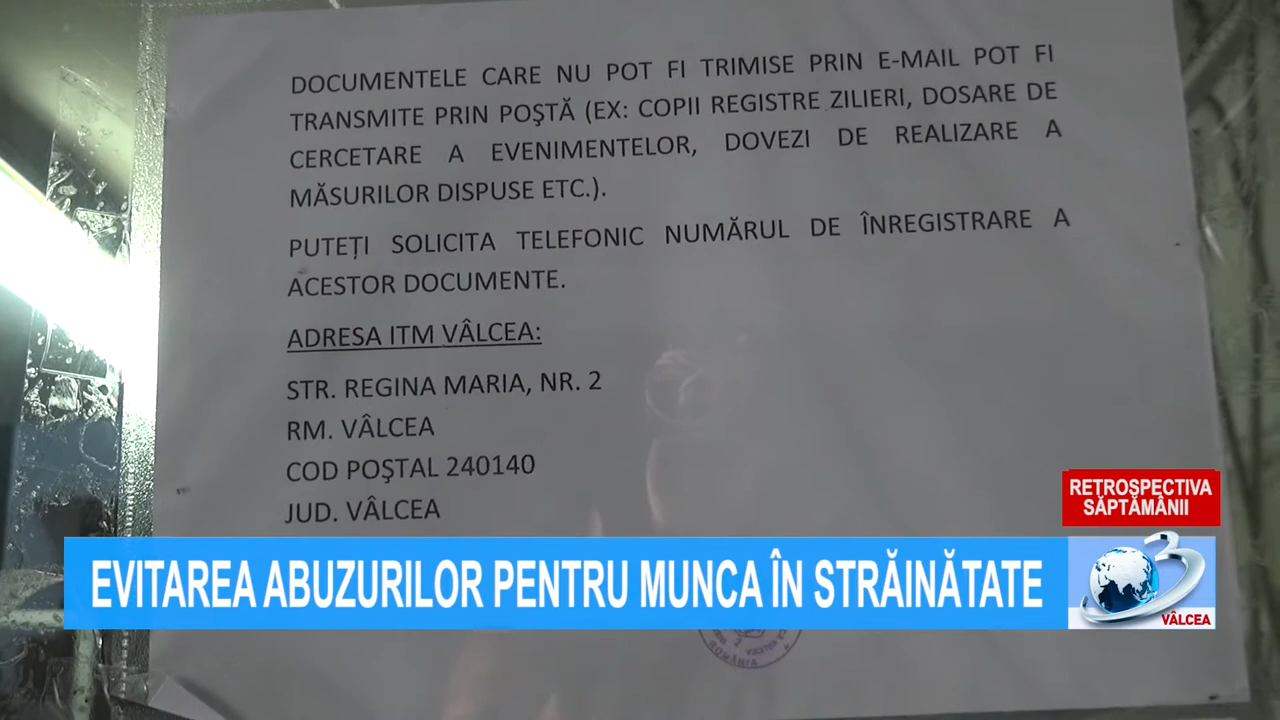 DOCUMENTELE CARE NU POT FI TRIMISE PRIN E-MAIL POT FI
TRANSMITE PRIN POŞTĂ (EX: COPII REGISTRE ZILIERI, DOSARE DE
CERCETARE A EVENIMENTELOR, DOVEZI DE REALIZARE A
MĂSURILOR DISPUSE ETC.).
PUTEȚI SOLICITA TELEFONIC NUMĂRUL DE ÎNREGISTRARE A
ACESTOR DOCUMENTE.
ADRESA ITM VÂLCEA:
STR. REGINA MARIA, NR. 2
RM. VÂLCEA
COD POŞTAL 240140
JUD. VÂLCEA
RETROSPECTIVA
SĂPTĂMÂNII
EVITAREA ABUZURILOR PENTRU MUNCA ÎN STRĂINĂTATE
3
VÂLCEA